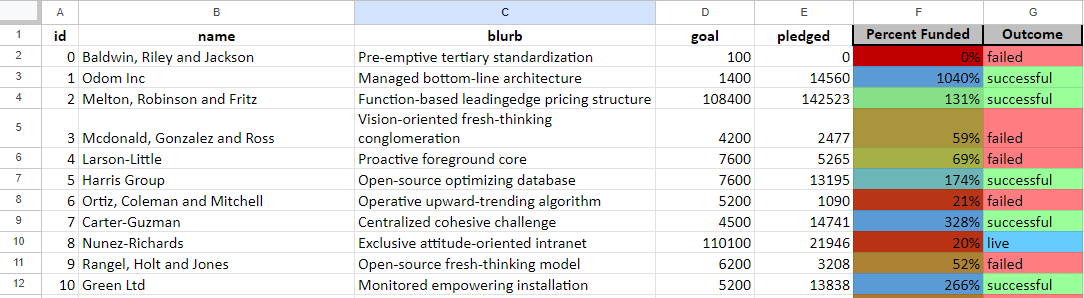 A B C D E F G
1 id name blurb goal pledged Percent Funded Outcome
2 0 Baldwin, Riley and Jackson Pre-emptive tertiary standardization 100 0 0% failed
3 1 Odom Inc Managed bottom-line architecture 1400 14560 1040% successful
4 2 Melton, Robinson and Fritz Function-based leadingedge pricing structure 108400 142523 131% successful
Vision-oriented fresh-thinking
5 3 Mcdonald, Gonzalez and Ross conglomeration 4200 2477 59% failed
6 4 Larson-Little Proactive foreground core 7600 5265 69% failed
7 5 Harris Group Open-source optimizing database 7600 13195 174% successful
8 6 Ortiz, Coleman and Mitchell Operative upward-trending algorithm 5200 1090 21% failed
9 7 Carter-Guzman Centralized cohesive challenge 4500 14741 328% successful
10 8 Nunez-Richards Exclusive attitude-oriented intranet 110100 21946 20% live
11 9 Rangel, Holt and Jones Open-source fresh-thinking model 6200 3208 52% failed
12 10 Green Ltd Monitored empowering installation 5200 13838 266% successful